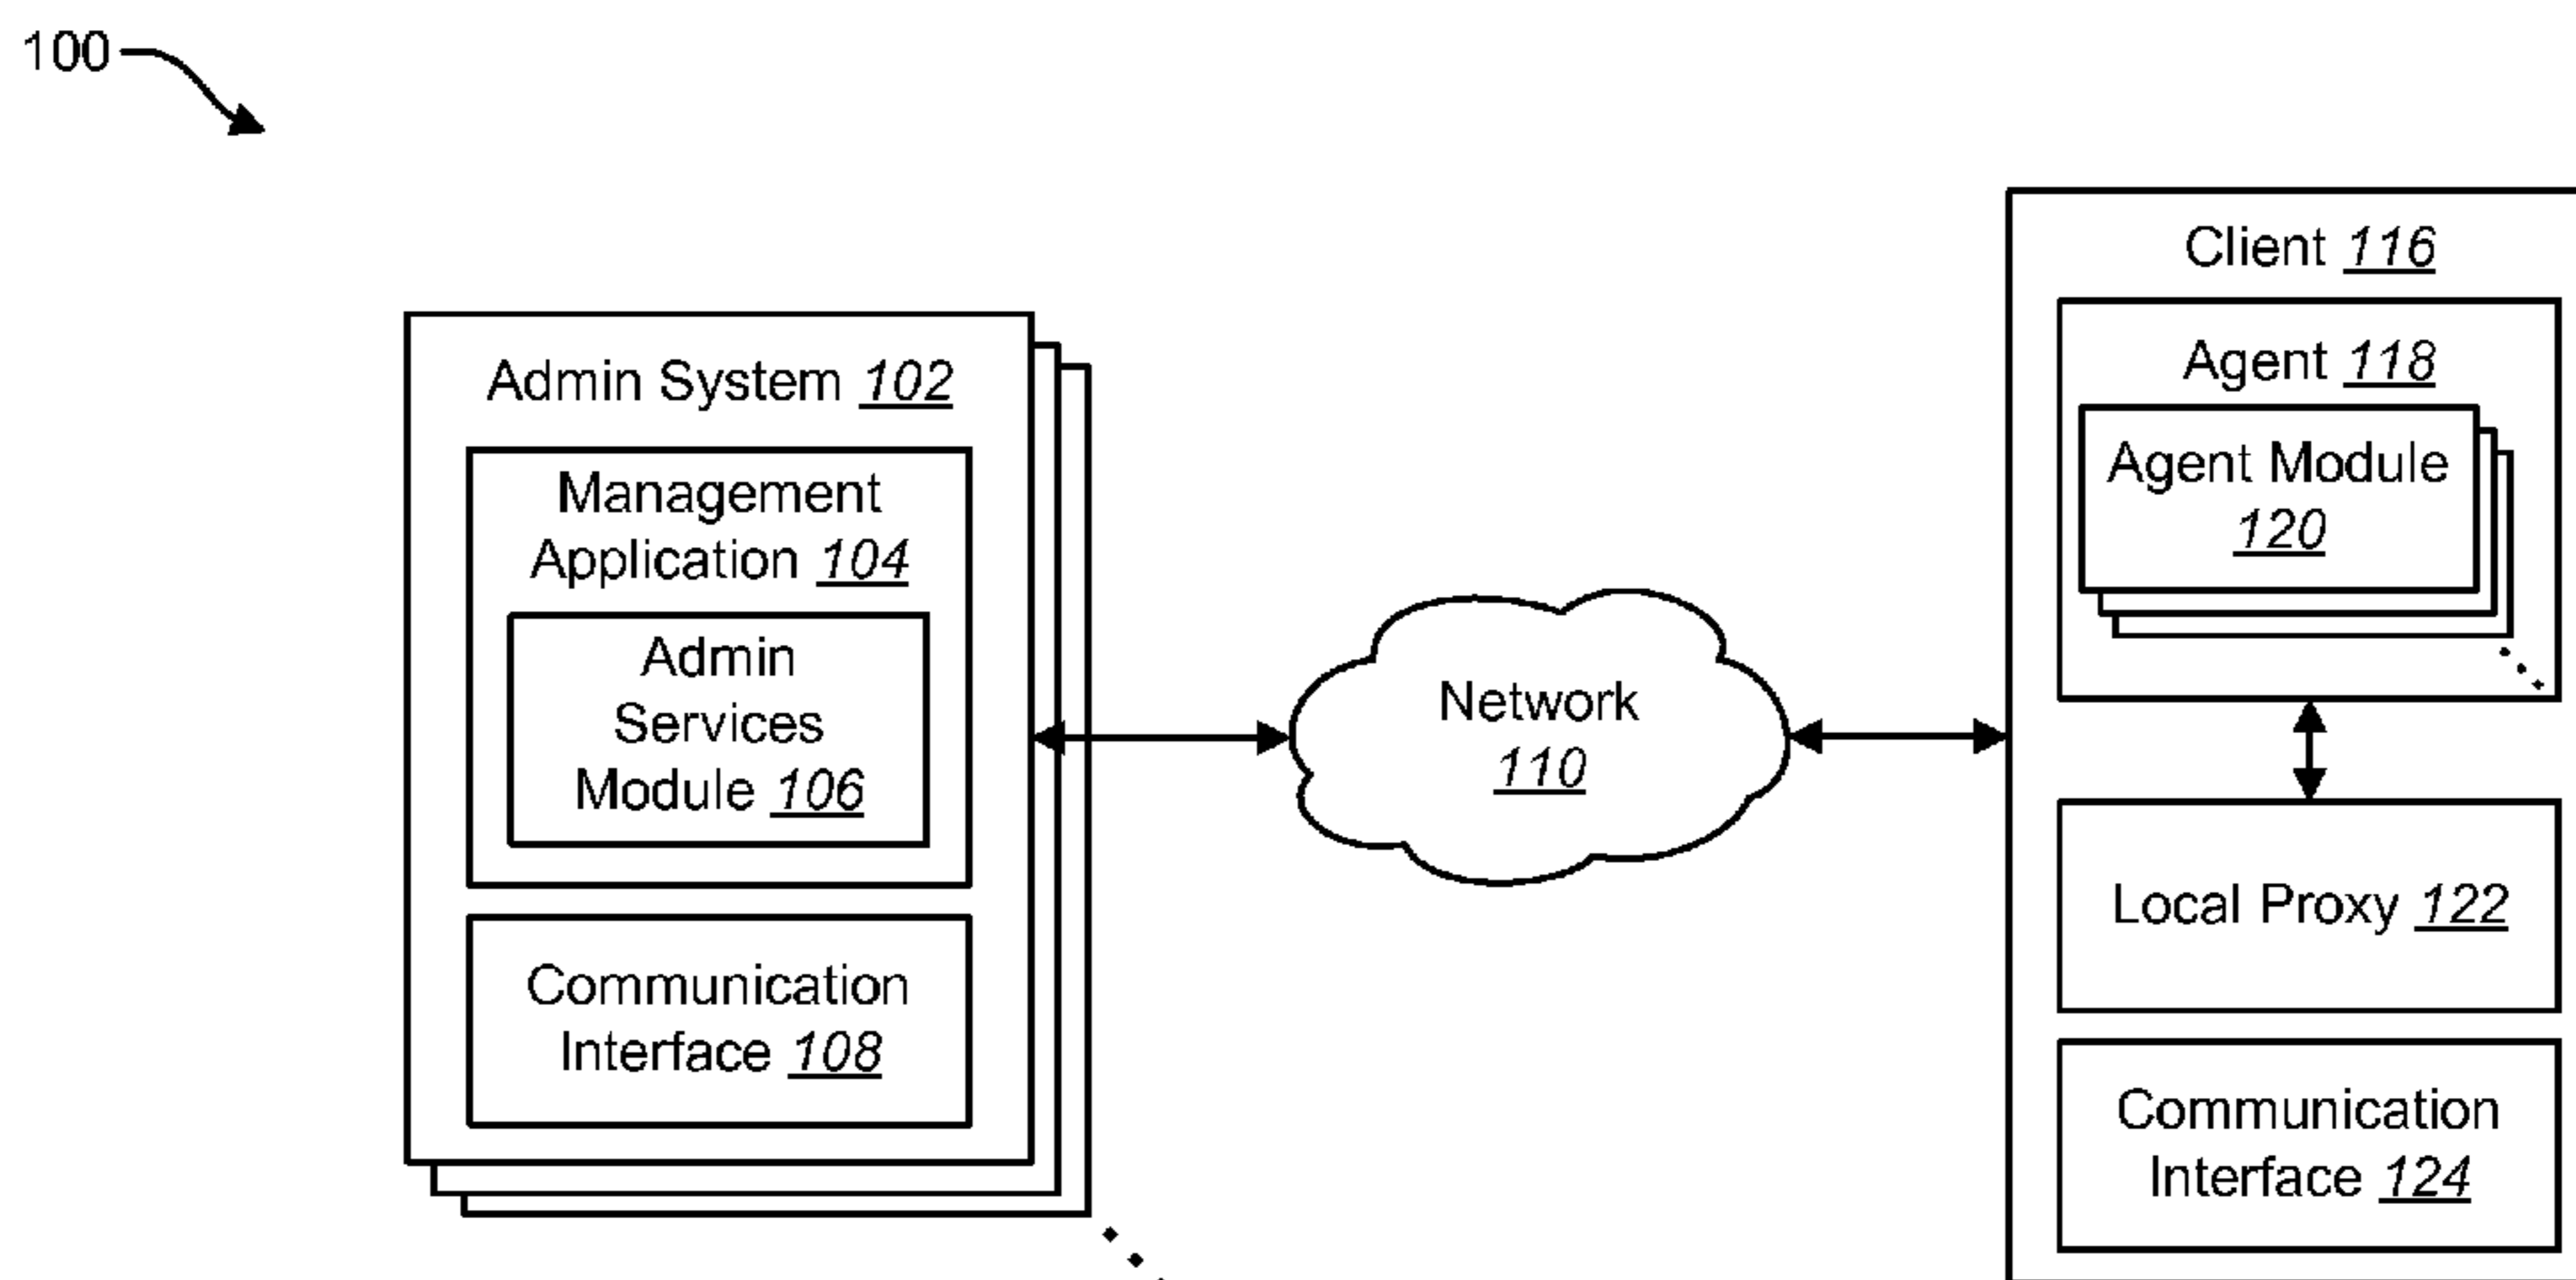 100
Admin System 102
Management
Application 104
Admin
Services
Module 106
Communication
Interface 108
Network
110
Client 116
Agent 118
Agent Module
120
Local Proxy 122
Communication
Interface 124